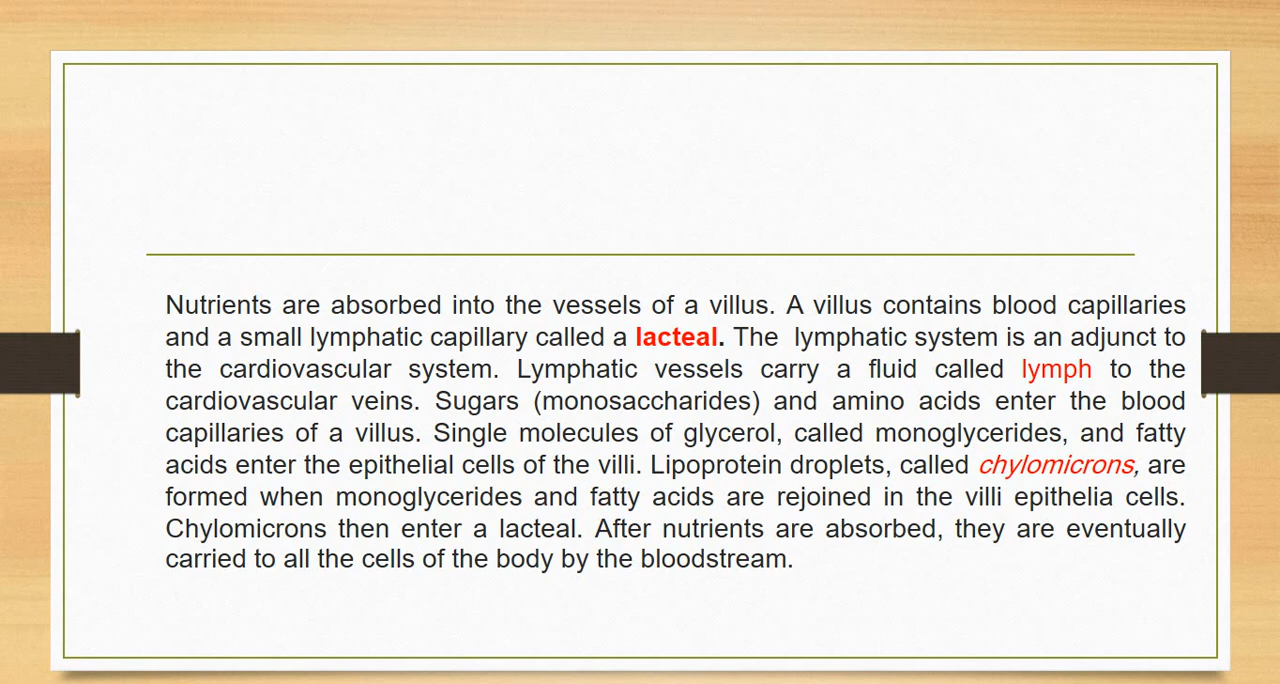 Nutrients are absorbed into the vessels of a villus. A villus contains blood capillaries
and a small lymphatic capillary called a lacteal. The lymphatic system is an adjunct to
the cardiovascular system. Lymphatic vessels carry a fluid called lymph to the
cardiovascular veins. Sugars (monosaccharides) and amino acids enter the blood
capillaries of a villus. Single molecules of glycerol, called monoglycerides, and fatty
acids enter the epithelial cells of the villi. Lipoprotein droplets, called chylomicrons, are
formed when monoglycerides and fatty acids are rejoined in the villi epithelia cells.
Chylomicrons then enter a lacteal. After nutrients are absorbed, they are eventually
carried to all the cells of the body by the bloodstream.